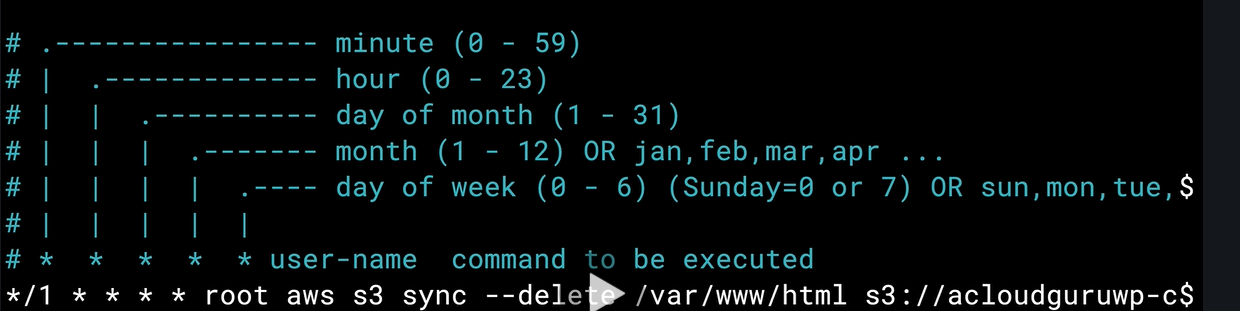 # .---------------- minute (0 - 59)
# |  .------------- hour (0 - 23)
# |  |  .---------- day of month (1 - 31)
# |  |  |  .------- month (1 - 12) OR jan,feb,mar,apr ...
# |  |  |  |  .---- day of week (0 - 6) (Sunday=0 or 7) OR sun,mon,tue,$
# |  |  |  |  |
# *  *  *  *  * user-name  command to be executed
*/1 * * * * root aws s3 sync --delete /var/www/html s3://acloudguruwp-c$